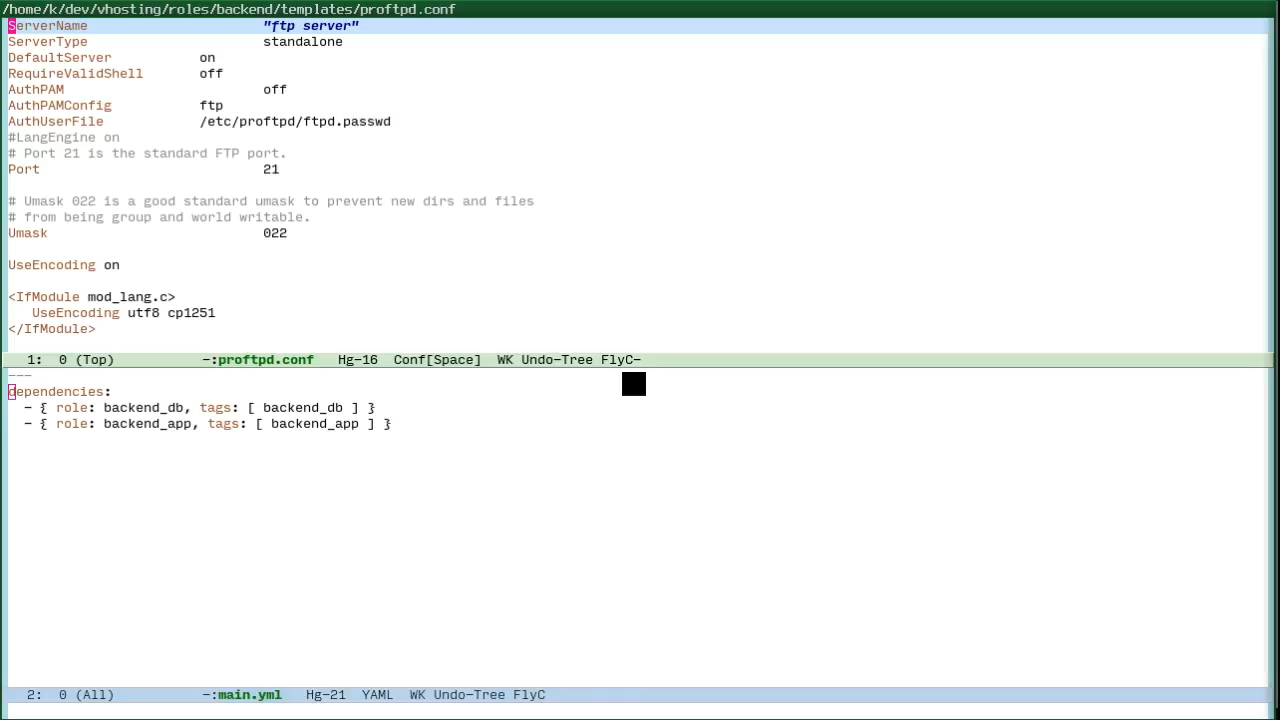 /home/k/dev/vhosting/roles/backend/templates/proftpd.conf
ServerName "ftp server"
ServerType standalone
DefaultServer on
RequireValidShell off
AuthPAM off
AuthPAMConfig ftp
AuthUserFile /etc/proftpd/ftpd.passwd
#LangEngine on
# Port 21 is the standard FTP port.
Port 21
# Umask 022 is a good standard umask to prevent new dirs and files
# from being group and world writable.
Umask 022
UseEncoding on
<IfModule mod_lang.c>
UseEncoding utf8 cp1251
</IfModule>
1: 0 (Top) -:proftpd.conf Hg-16 Conf[Space] WK Undo-Tree FlyC-
---
dependencies:
- { role: backend_db, tags: [ backend_db ] }
- { role: backend_app, tags: [ backend_app ] }
2: 0 (All) -:main.yml Hg-21 YAML WK Undo-Tree FlyC